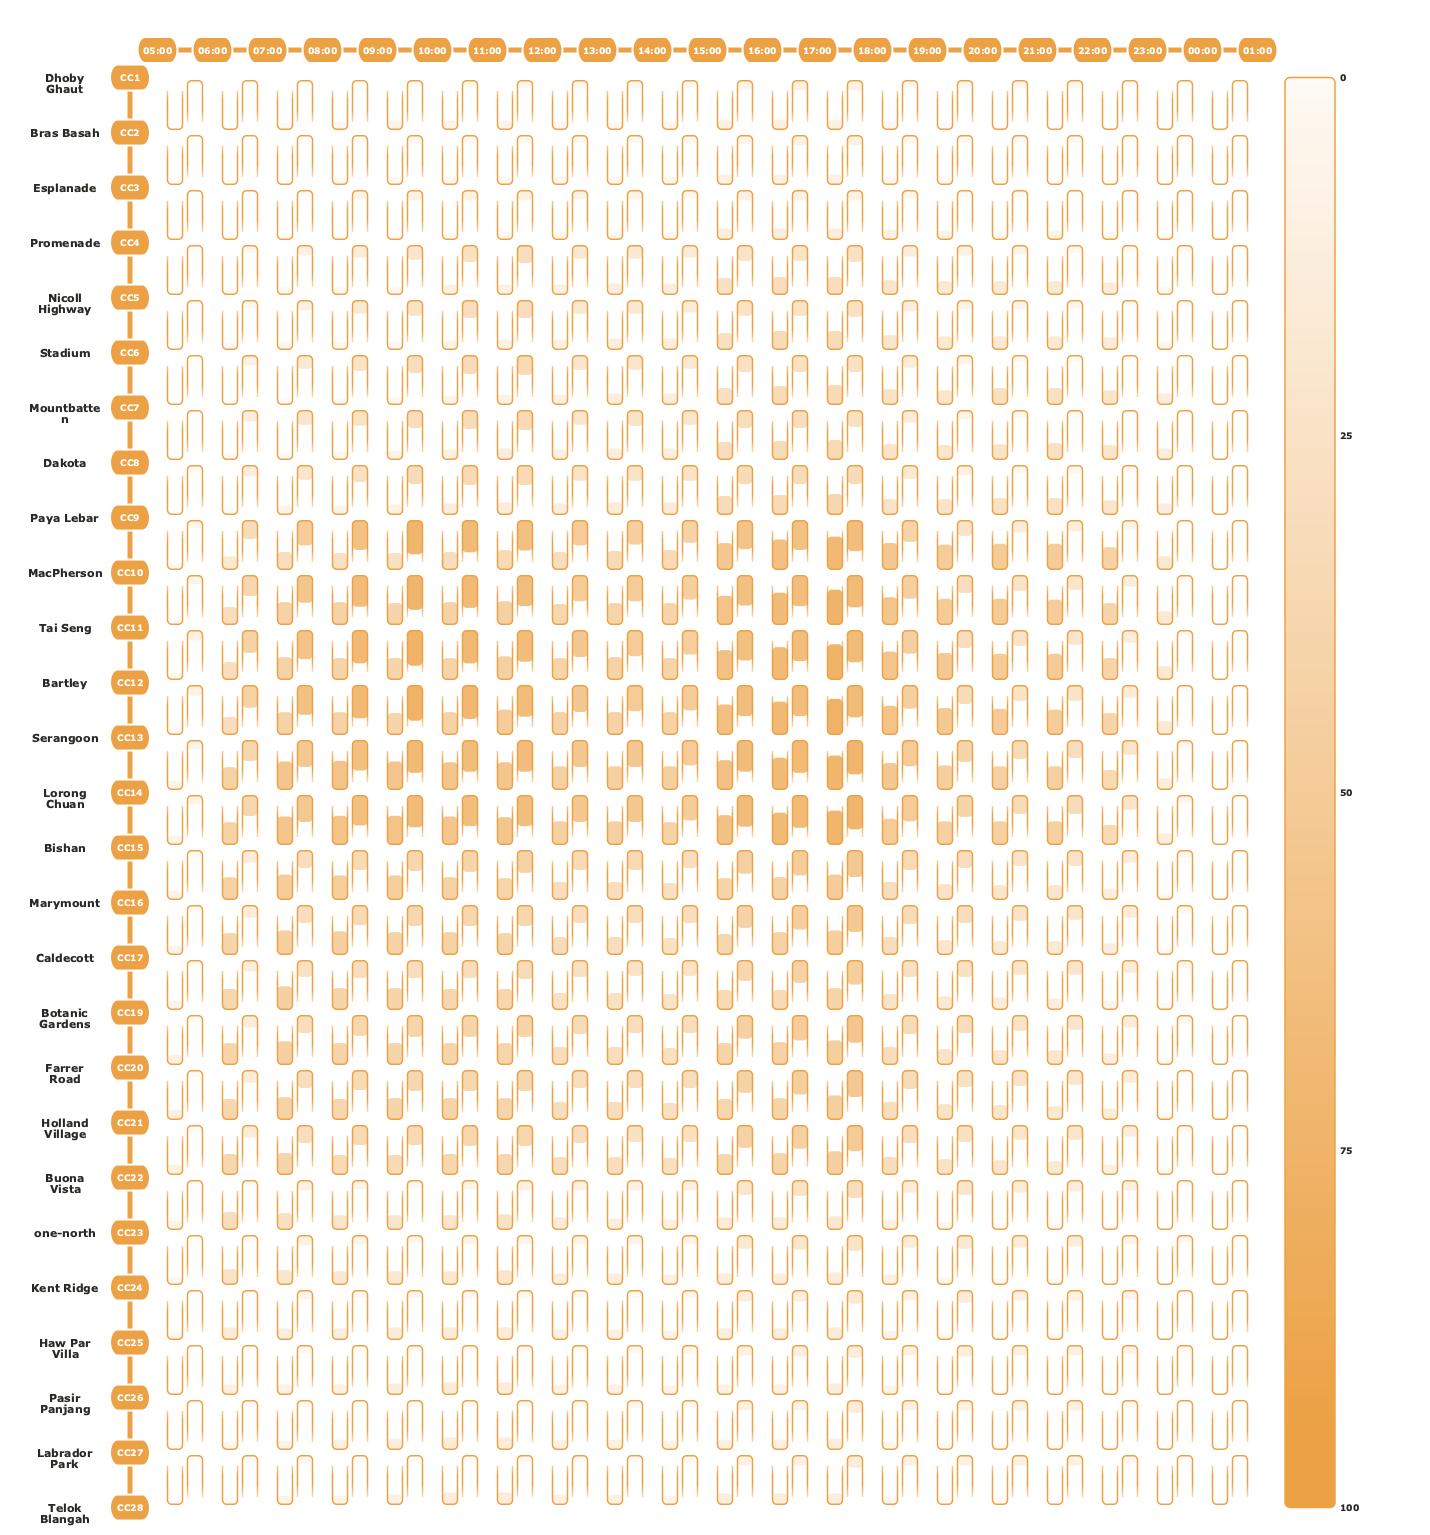 05:00 06:00 07:00 08:00 09:00 10:00 11:00 12:00 13:00 14:00 15:00 16:00 17:00 18:00 19:00 20:00 21:00 22:00 23:00 00:00 01:00
Dhoby
Ghaut
CC1
0
Bras Basah CC2
Esplanade CC3
Promenade CC4
Nicoll
Highway
CC5
Stadium CC6
Mountbatte
n
CC7
25
Dakota CC8
Paya Lebar CC9
MacPherson CC10
Tai Seng CC11
Bartley CC12
Serangoon CC13
Lorong
Chuan
CC14
50
Bishan CC15
Marymount CC16
Caldecott CC17
Botanic
Gardens
CC19
Farrer
Road
CC20
Holland
Village
CC21
75
Buona
Vista
CC22
one-north CC23
Kent Ridge CC24
Haw Par
Villa
CC25
Pasir
Panjang
CC26
Labrador
Park
CC27
Telok
Blangah
CC28
100